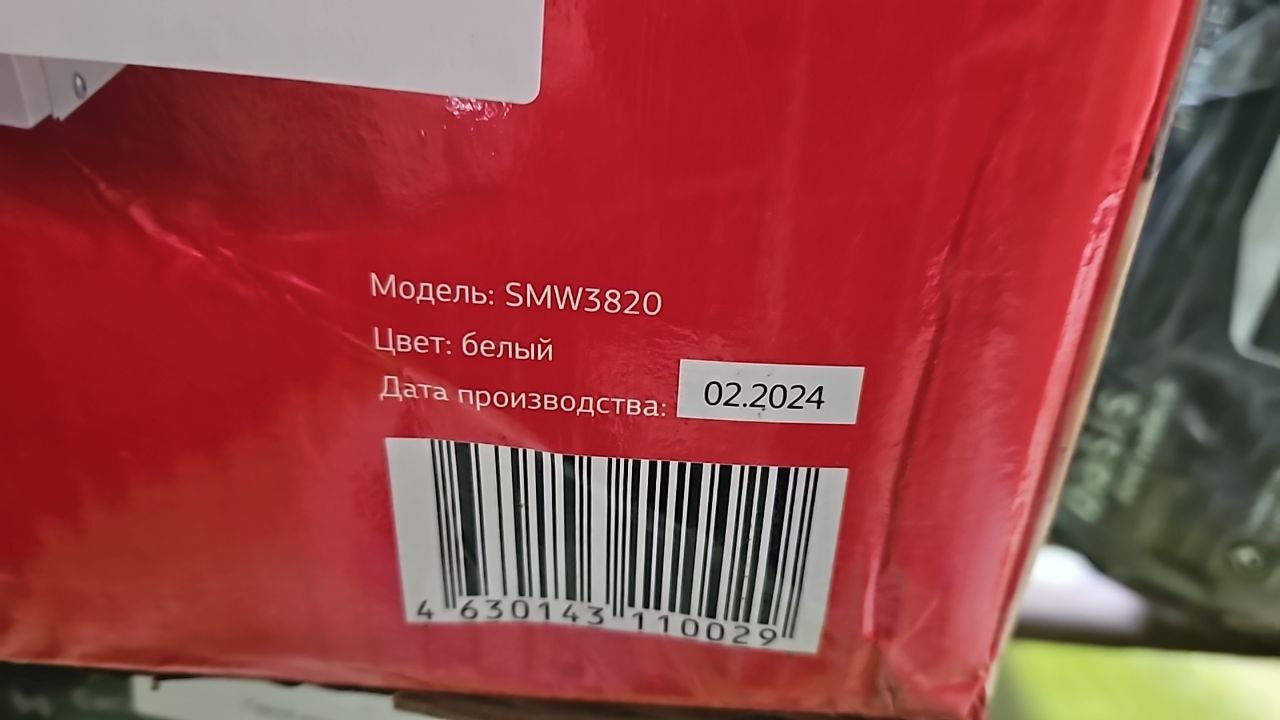 Модель: SMW3820
Цвет: белый
Дата производства: 02.2024
4 630143 110029